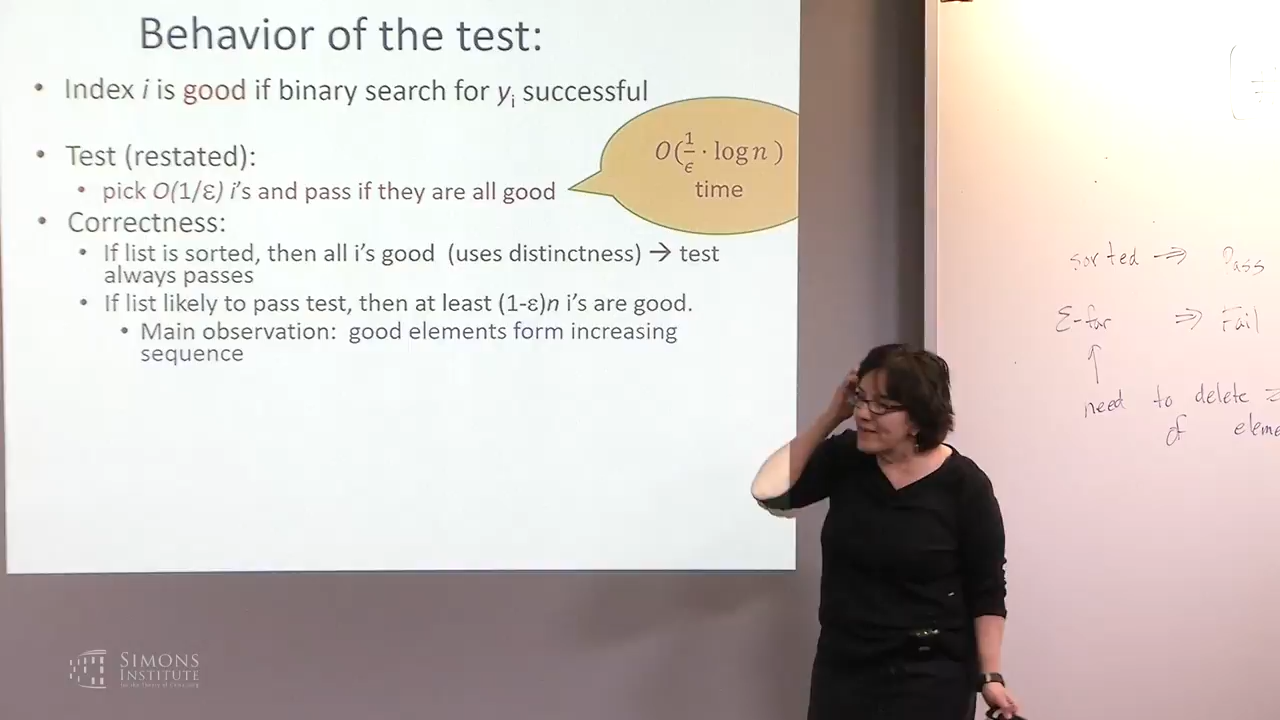 Behavior of the test:
• Index i is good if binary search for yᵢ successful
• Test (restated):
• pick O(1/ε) i's and pass if they are all good
O(1/ϵ · log n )
time
• Correctness:
• If list is sorted, then all i's good (uses distinctness) → test
always passes
• If list likely to pass test, then at least (1-ε)n i's are good.
• Main observation: good elements form increasing
sequence
sorted ⇒ Pass
ε-far ⇒ Fail
need to delete
of
SIMONS
INSTITUTE